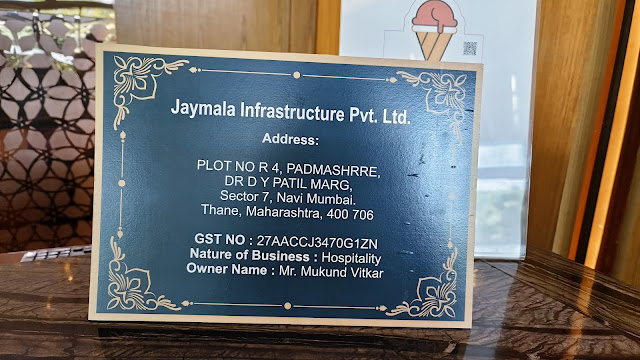 Jaymala Infrastructure Pvt. Ltd.
Address:
PLOT NO R 4, PADMASHRRE,
DR D Y PATIL MARG,
Sector 7, Navi Mumbai.
Thane, Maharashtra, 400 706
GST NO : 27AACCJ3470G1ZN
Nature of Business : Hospitality
Owner Name : Mr. Mukund Vitkar